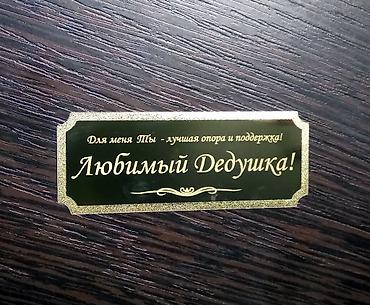 Для меня Ты - лучшая опора и поддержка!
Любимый Дедушка!